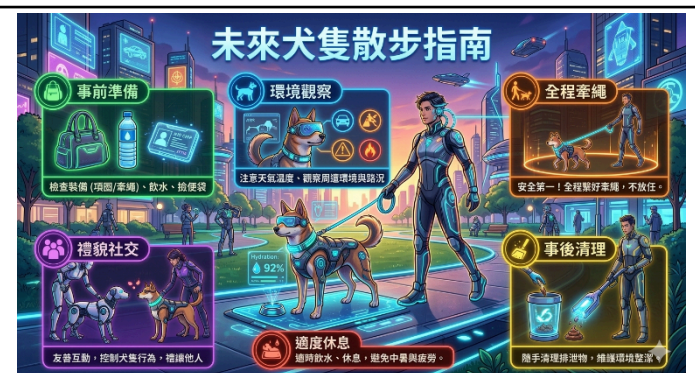 未來犬隻散步指南
事前準備
檢查裝備 (項圈/牽繩)、飲水、撿便袋
環境觀察
注意天氣溫度、觀察周遭環境與路況
全程牽繩
安全第一！全程繫好牽繩，不放任。
禮貌社交
友善互動，控制犬隻行為，禮讓他人
Hydration
92%
適度休息
適時飲水、休息，避免中暑與疲勞。
事後清理
隨手清理排泄物，維護環境整潔